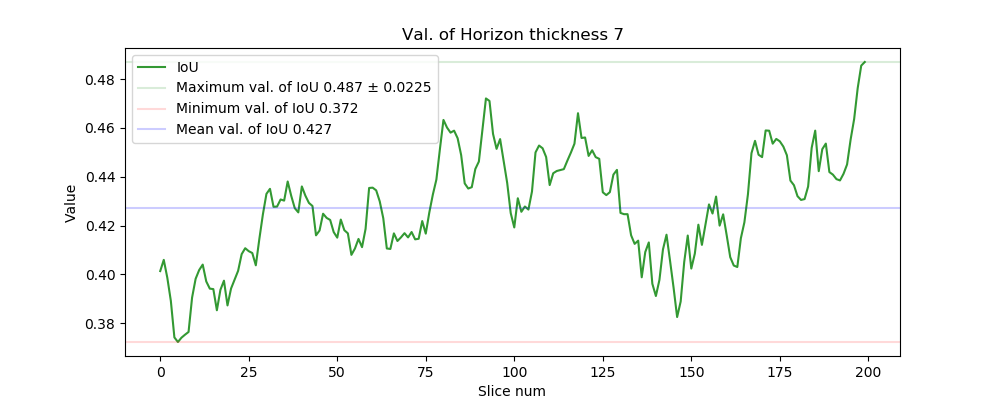 Val. of Horizon thickness 7
IoU
Maximum val. of IoU 0.487 ± 0.0225
Minimum val. of IoU 0.372
Mean val. of IoU 0.427
Value
0.48
0.46
0.44
0.42
0.40
0.38
0 25 50 75 100 125 150 175 200
Slice num